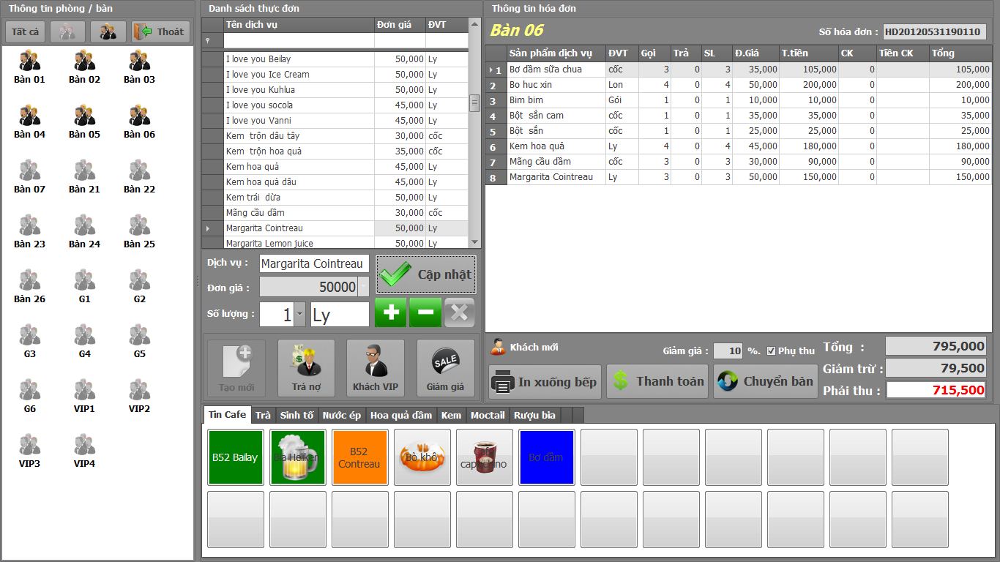 Thông tin phòng / bàn
Tất cả
Thoát
Bàn 01 Bàn 02 Bàn 03
Bàn 04 Bàn 05 Bàn 06
Bàn 07 Bàn 21 Bàn 22
Bàn 23 Bàn 24 Bàn 25
Bàn 26 G1 G2
G3 G4 G5
G6 VIP1 VIP2
VIP3 VIP4
Danh sách thực đơn
Tên dịch vụ Đơn giá ĐVT
I love you Beilay 50,000 Ly
I love you Ice Cream 50,000 Ly
I love you Kuhlua 50,000 Ly
I love you socola 45,000 Ly
I love you Vanni 45,000 Ly
Kem trộn dâu tây 30,000 cốc
Kem trộn hoa quả 35,000 cốc
Kem hoa quả 45,000 Ly
Kem hoa quả dâu 45,000 Ly
Kem trái dừa 50,000 Ly
Mãng cầu dầm 30,000 cốc
Margarita Cointreau 50,000 Ly
Margarita Lemon juice 50,000 Ly
Dịch vụ : Margarita Cointreau
Cập nhật
Đơn giá : 50000
Số lượng : 1 Ly
Tạo mới Trả nợ Khách VIP Giảm giá
SALE
Thông tin hóa đơn
Bàn 06
Số hóa đơn : HD20120531190110
Sản phẩm dịch vụ ĐVT Gọi Trả SL Đ.Giá T.tiền CK Tiền CK Tổng
1 Bơ dầm sữa chua cốc 3 0 3 35,000 105,000 0 105,000
2 Bo huc xin Lon 4 0 4 50,000 200,000 0 200,000
3 Bim bim Gói 1 0 1 10,000 10,000 0 10,000
4 Bột sắn cam cốc 1 0 1 35,000 35,000 0 35,000
5 Bột sắn cốc 1 0 1 25,000 25,000 0 25,000
6 Kem hoa quả Ly 4 0 4 45,000 180,000 0 180,000
7 Mãng cầu dầm cốc 3 0 3 30,000 90,000 0 90,000
8 Margarita Cointreau Ly 3 0 3 50,000 150,000 0 150,000
Khách mới
Giảm giá : 10 %. Phụ thu
Tổng : 795,000
Giảm trừ : 79,500
Phải thu : 715,500
In xuống bếp
Thanh toán
Chuyển bàn
Tin Cafe Trà Sinh tố Nước ép Hoa quả dầm Kem Moctail Rượu bia
B52 Bailay
Bia Heliken
B52
Contreau
Bò khô
Cafe
capuchino
Bơ dầm